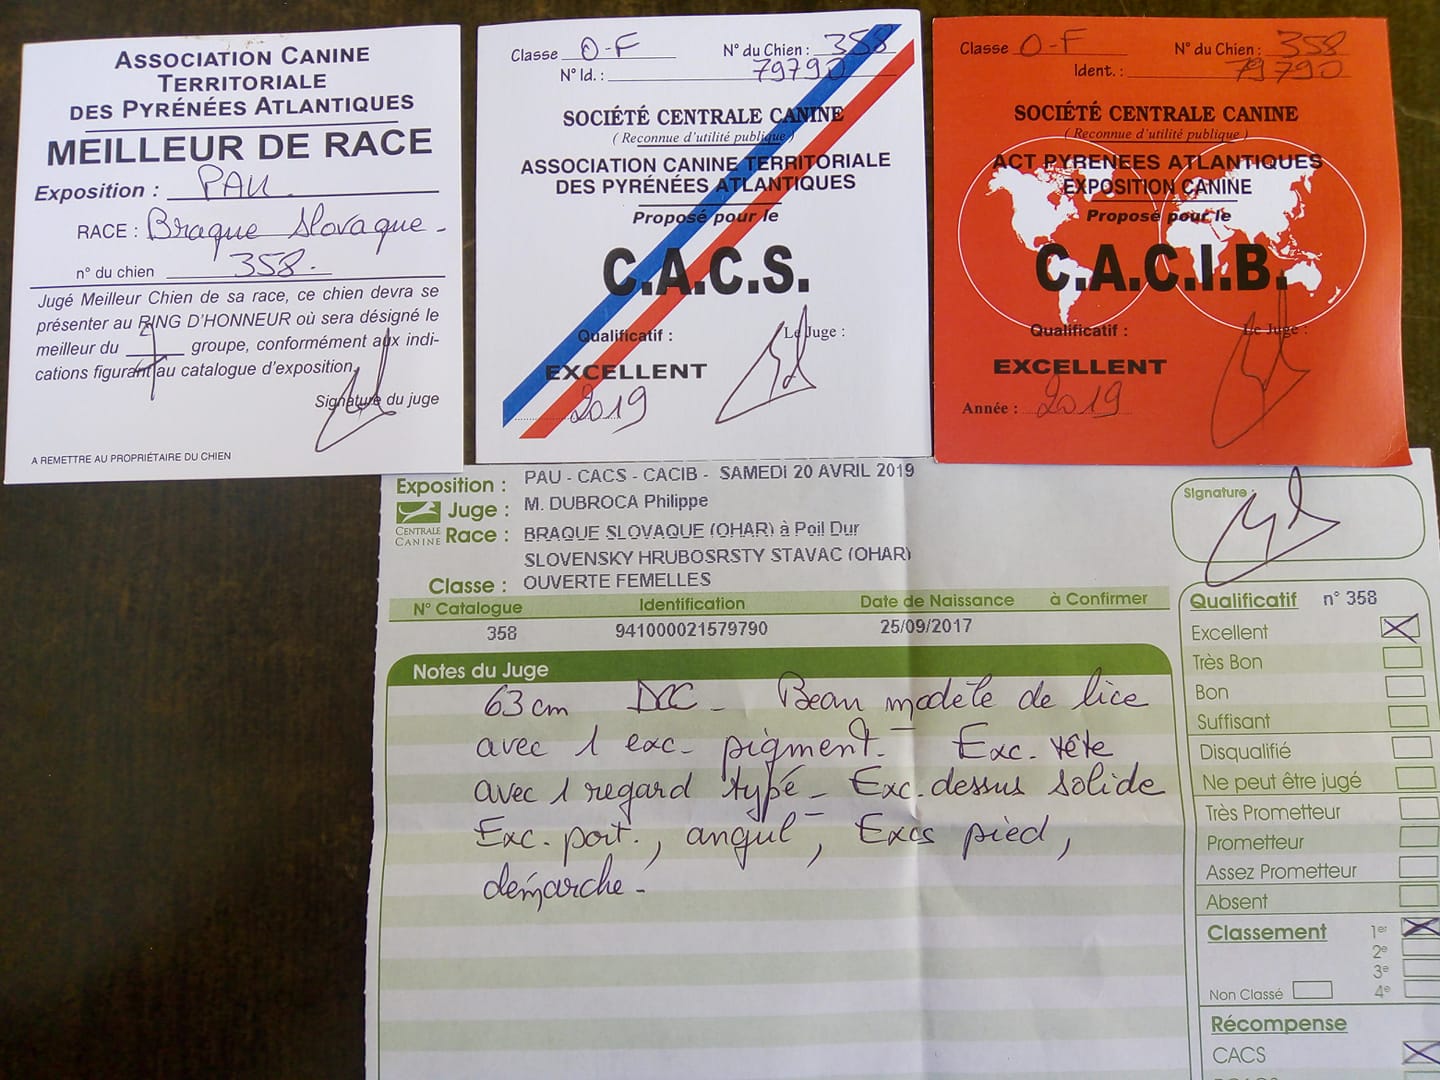 ASSOCIATION CANINE
TERRITORIALE
DES PYRÉNÉES ATLANTIQUES
MEILLEUR DE RACE
Exposition : PAU
RACE : Braque Slovaque -
n° du chien 358.
Jugé Meilleur Chien de sa race, ce chien devra se
présenter au RING D'HONNEUR où sera désigné le
meilleur du 7 groupe, conformément aux indi-
cations figurant au catalogue d'exposition.
Signature du juge
A REMETTRE AU PROPRIÉTAIRE DU CHIEN
Classe O-F N° du Chien : 358
N° Id. : 79790
SOCIÉTÉ CENTRALE CANINE
( Reconnue d'utilité publique )
ASSOCIATION CANINE TERRITORIALE
DES PYRÉNÉES ATLANTIQUES
Proposé pour le
C.A.C.S.
Qualificatif : Le Juge :
EXCELLENT
2019
Classe O-F N° du Chien : 358
Ident. : 79790
SOCIÉTÉ CENTRALE CANINE
( Reconnue d'utilité publique )
ACT PYRENEES ATLANTIQUES
EXPOSITION CANINE
Proposé pour le
C.A.C.I.B.
Qualificatif : Le Juge :
EXCELLENT
Année : 2019
Exposition : PAU - CACS - CACIB - SAMEDI 20 AVRIL 2019
Juge : M. DUBROCA Philippe
CENTRALE
CANINE
Race : BRAQUE SLOVAQUE (OHAR) à Poil Dur
SLOVENSKY HRUBOSRSTY STAVAC (OHAR)
Classe : OUVERTE FEMELLES
N° Catalogue Identification Date de Naissance à Confirmer
358 941000021579790 25/09/2017
Notes du Juge
63 cm DCC - Beau modèle de lice
avec 1 exc- pigment.- Exc. tête
avec 1 regard typé - Exc. dessus solide
Exc. port., angul-, Excs pied,
démarche -
Signature :
Qualificatif n° 358
Excellent
Très Bon
Bon
Suffisant
Disqualifié
Ne peut être jugé
Très Prometteur
Prometteur
Assez Prometteur
Absent
Classement 1er
2e
3e
Non Classé 4e
Récompense
CACS